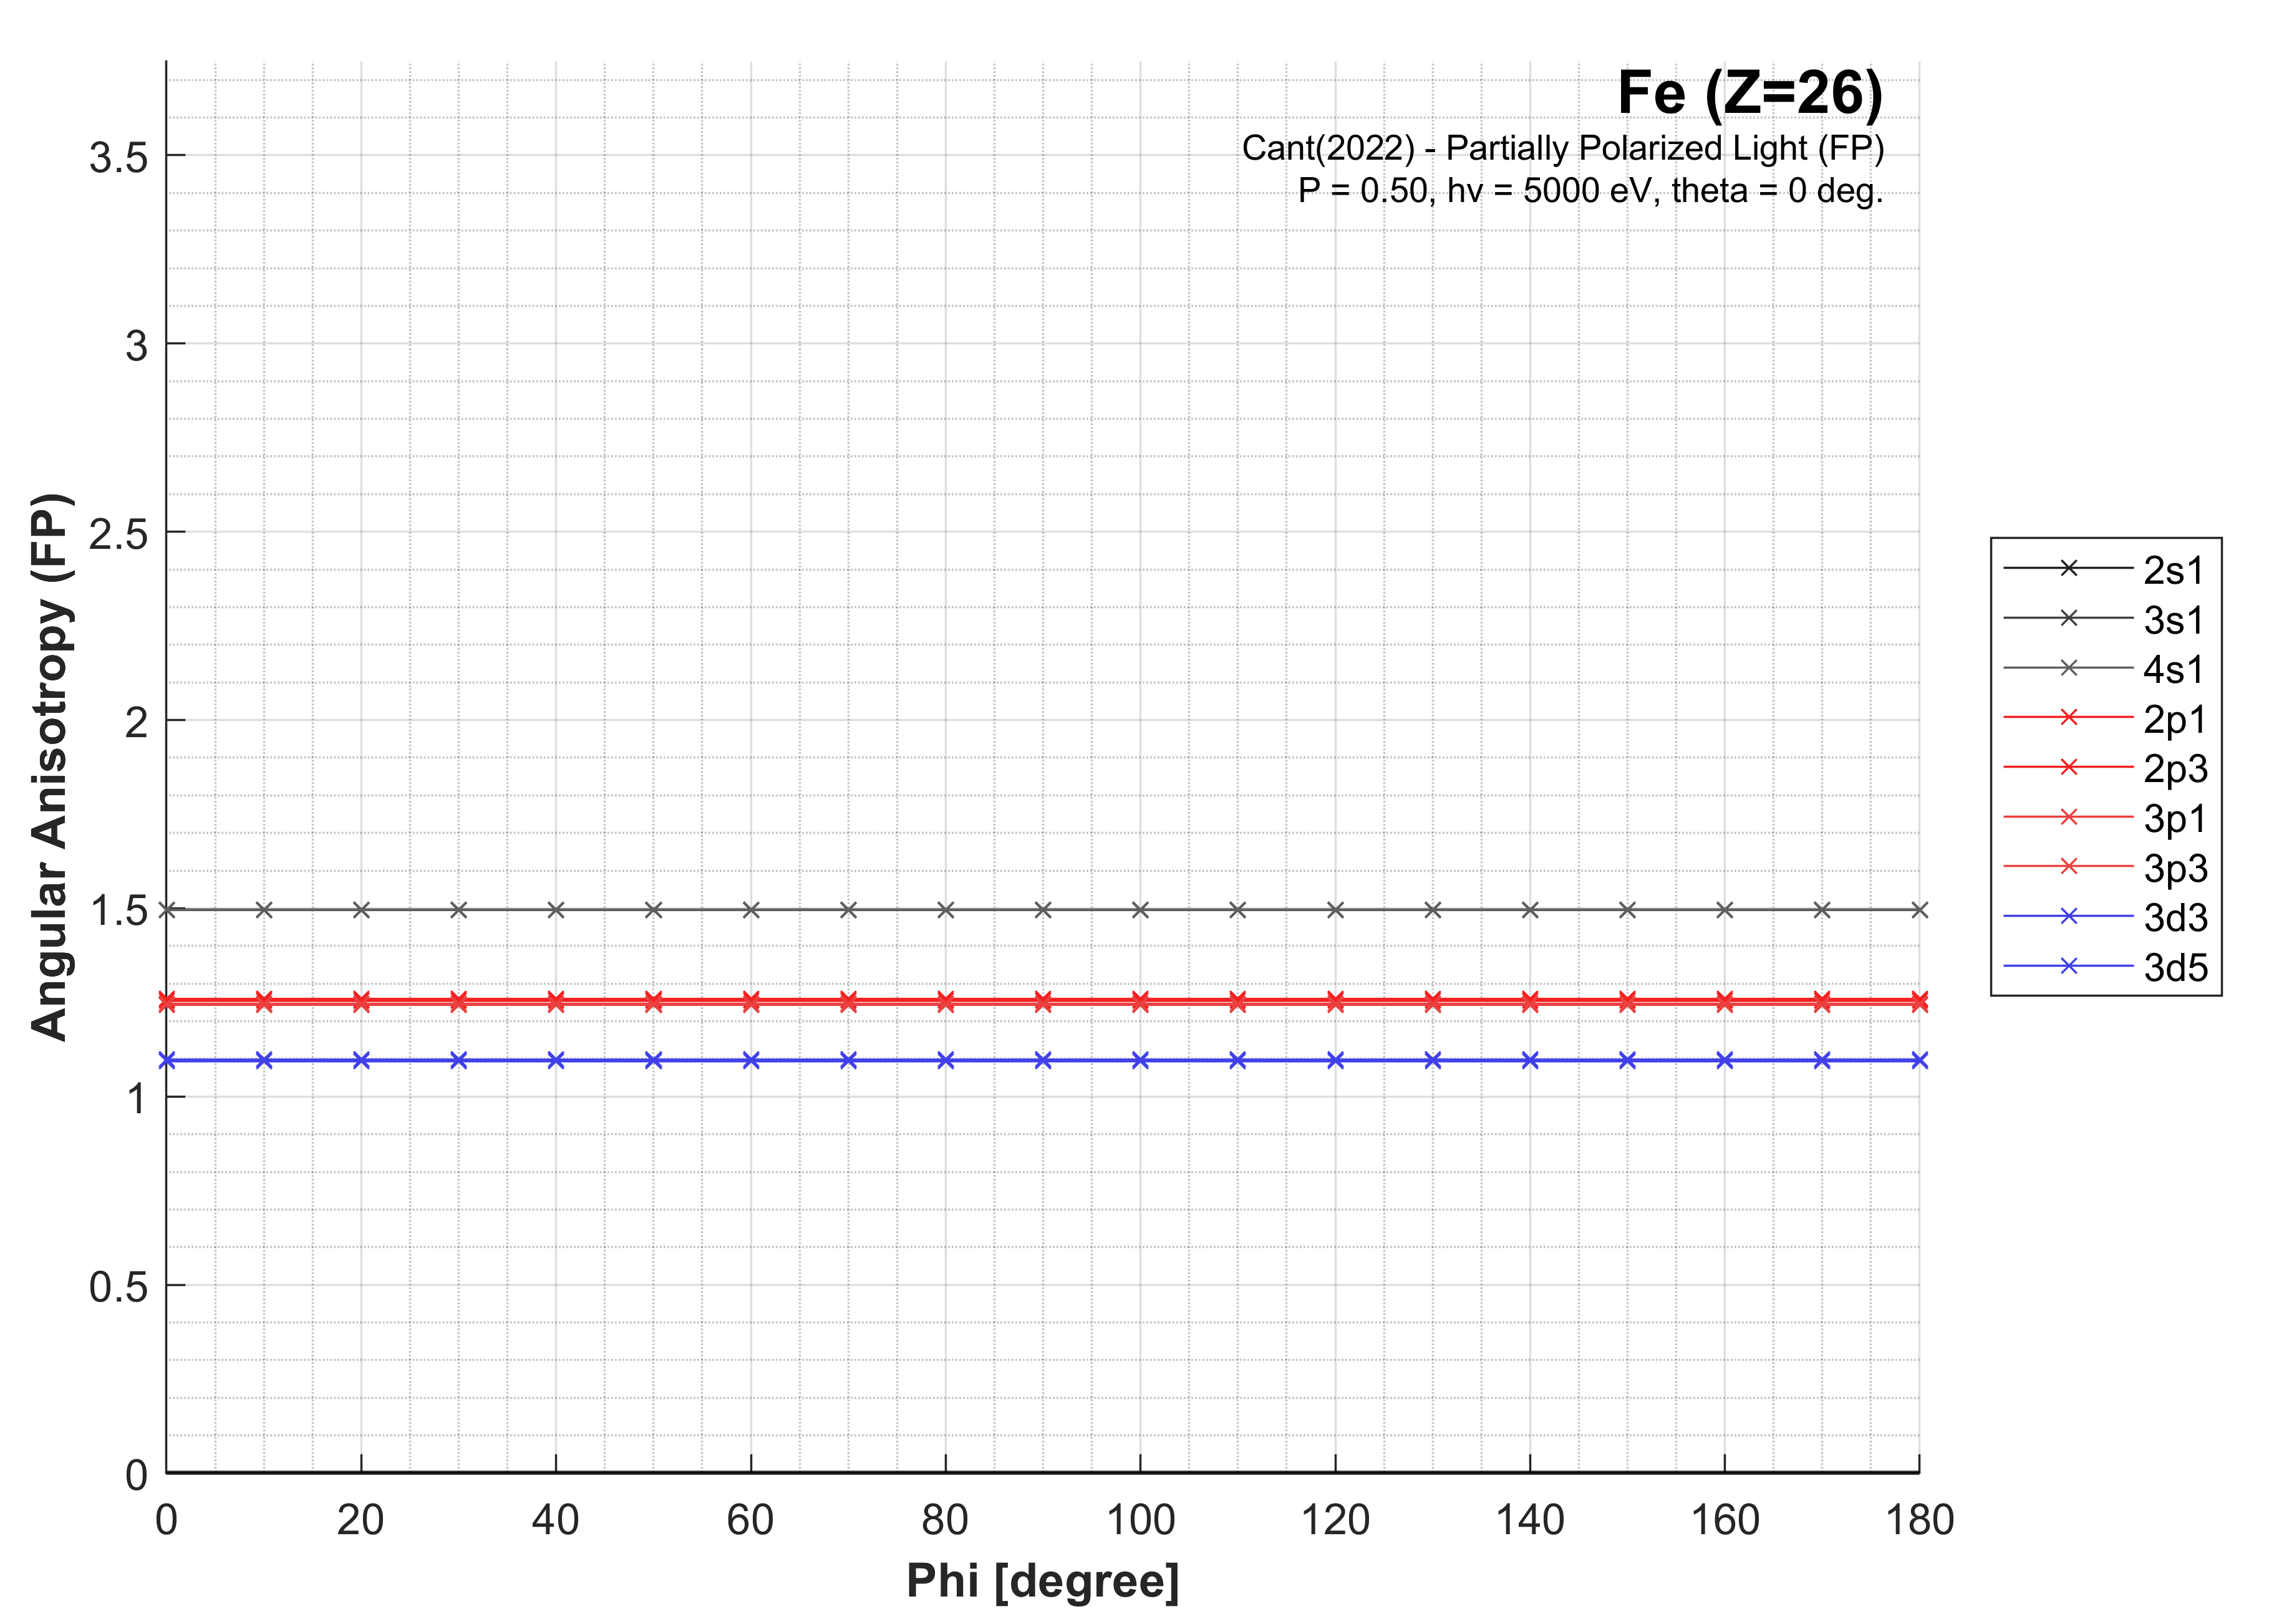 Fe (Z=26)
Cant(2022) - Partially Polarized Light (FP)
P = 0.50, hv = 5000 eV, theta = 0 deg.
Angular Anisotropy (FP)
3.5
3
2.5
2
1.5
1
0.5
0
0 20 40 60 80 100 120 140 160 180
Phi [degree]
2s1
3s1
4s1
2p1
2p3
3p1
3p3
3d3
3d5